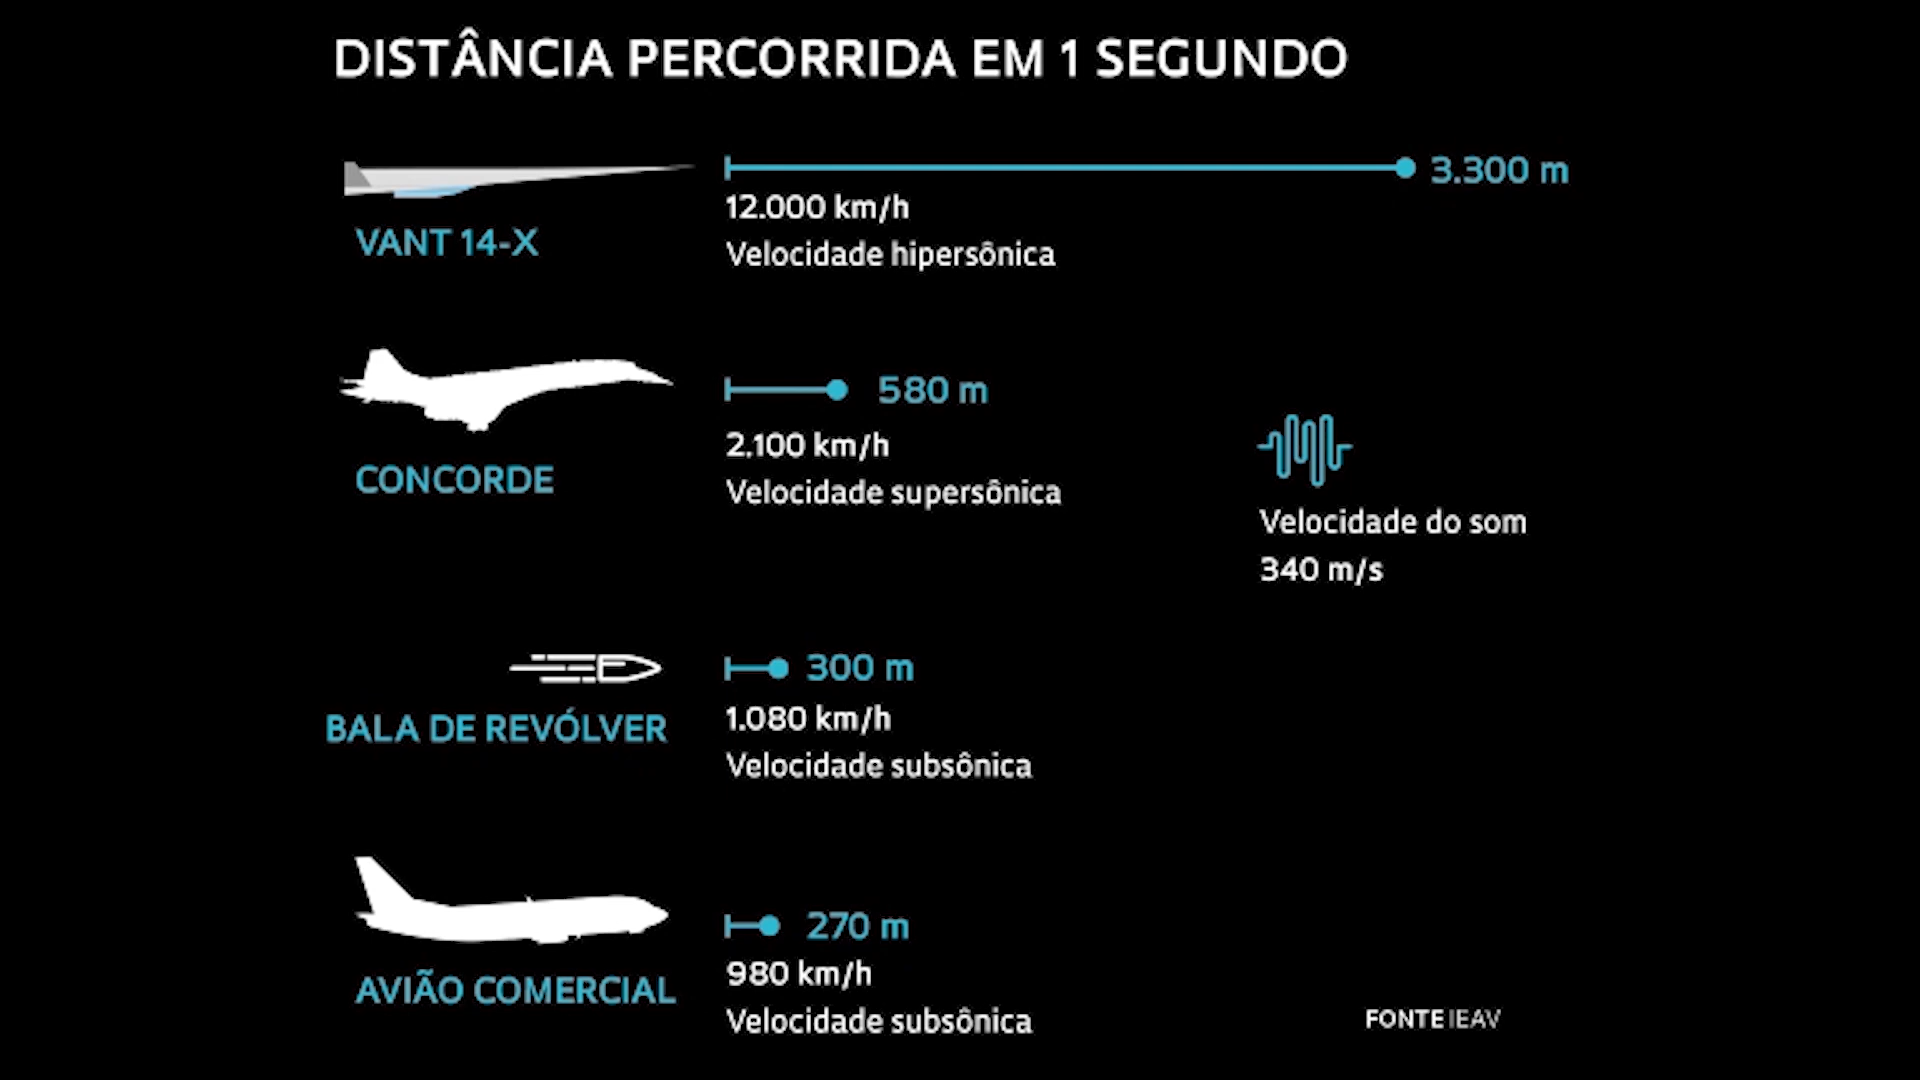 DISTÂNCIA PERCORRIDA EM 1 SEGUNDO
3.300 m
12.000 km/h
VANT 14-X
Velocidade hipersônica
580 m
2.100 km/h
CONCORDE
Velocidade supersônica
Velocidade do som
340 m/s
300 m
1.080 km/h
BALA DE REVÓLVER
Velocidade subsônica
270 m
980 km/h
AVIÃO COMERCIAL
Velocidade subsônica
FONTE IEAV